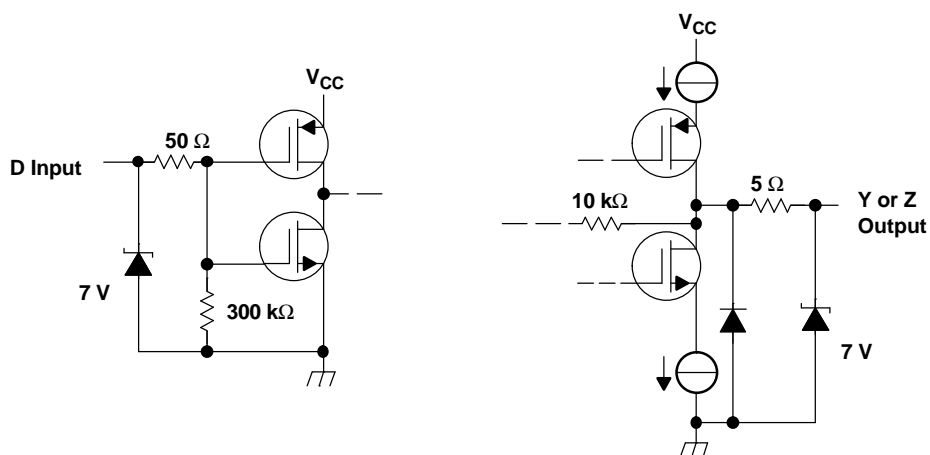 VCC
50 Ω
D Input
7 V
300 kΩ
VCC
10 kΩ
5 Ω
Y or Z
Output
7 V